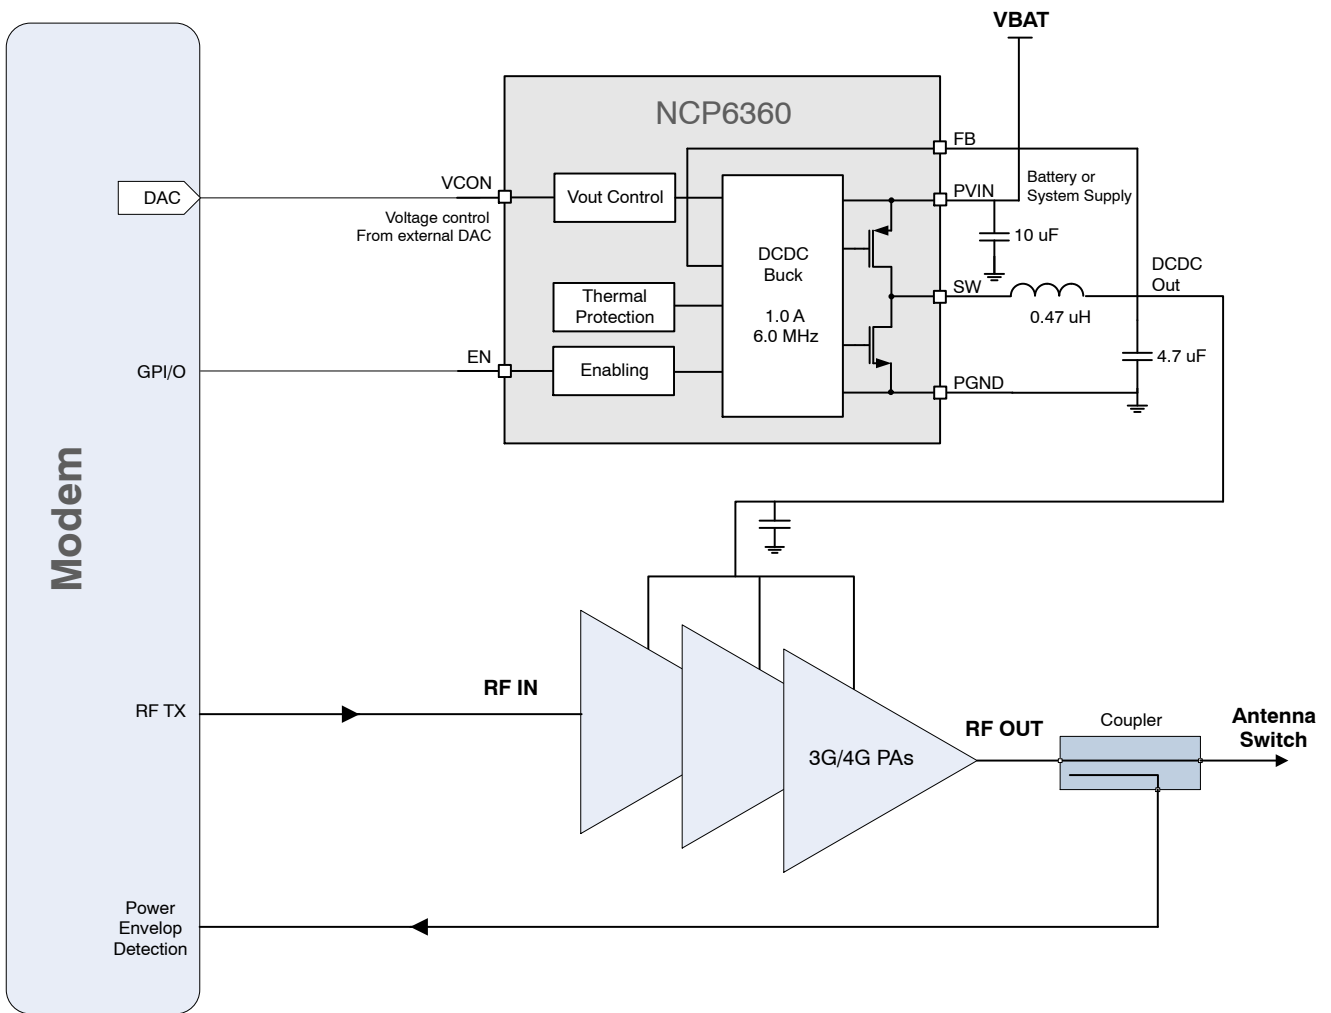 VBAT
NCP6360
FB
DAC
VCON
Vout Control
PVIN
Battery or
System Supply
Voltage control
From external DAC
10 uF
DCDC
Buck
1.0 A
6.0 MHz
DCDC
Out
Thermal
Protection
SW
0.47 uH
GPI/O
EN
Enabling
4.7 uF
PGND
Modem
RF TX
RF IN
3G/4G PAs
RF OUT
Coupler
Antenna
Switch
Power
Envelop
Detection